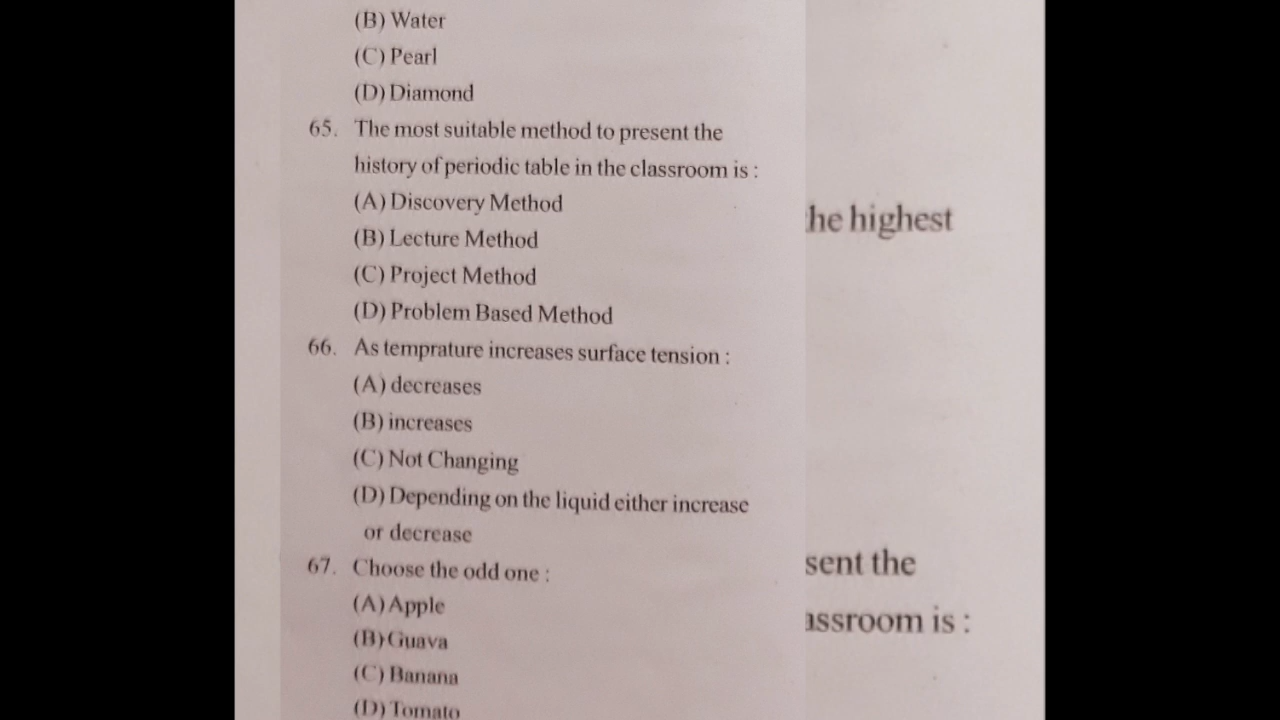 (B) Water
(C) Pearl
(D) Diamond
65. The most suitable method to present the
history of periodic table in the classroom is :
(A) Discovery Method
(B) Lecture Method
(C) Project Method
(D) Problem Based Method
66. As temprature increases surface tension :
(A) decreases
(B) increases
(C) Not Changing
(D) Depending on the liquid either increase
or decrease
67. Choose the odd one :
(A) Apple
(B) Guava
(C) Banana
(D) Tomato
he highest
sent the
assroom is :